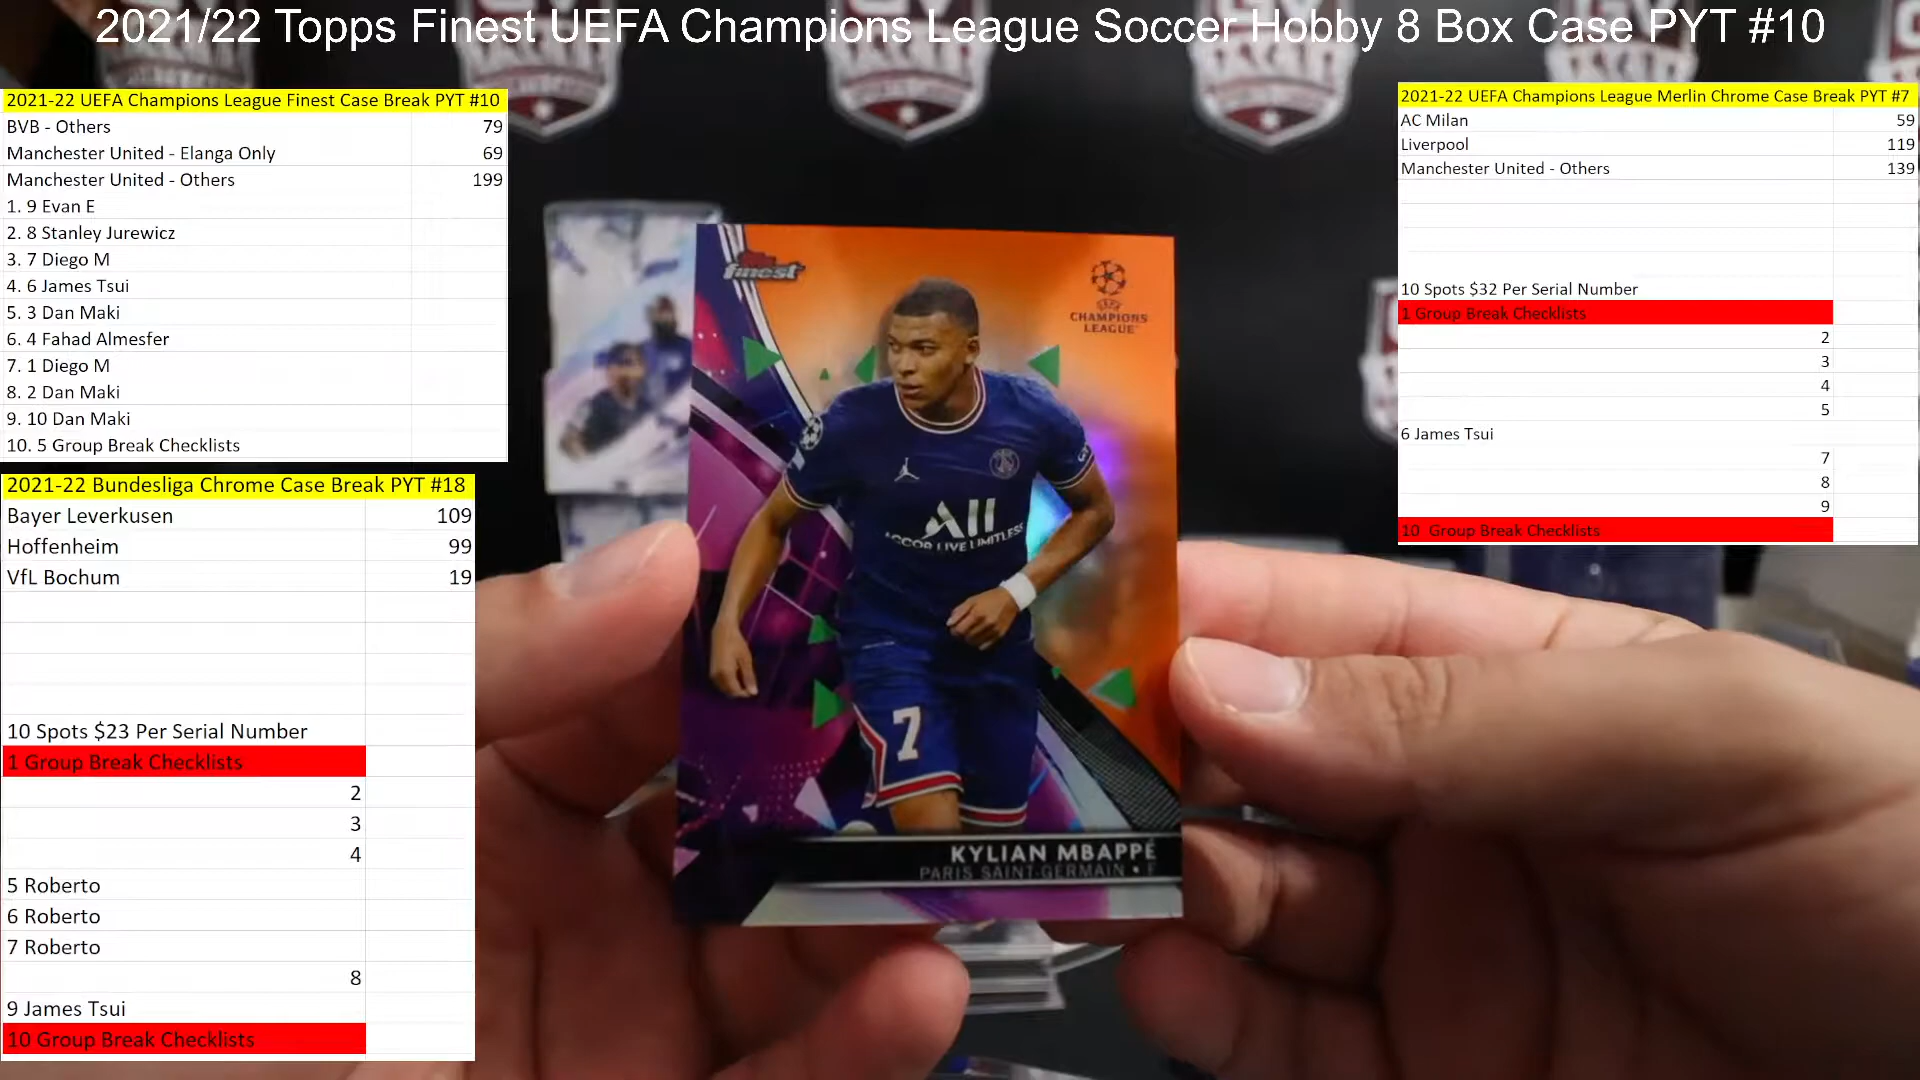 2021/22 Topps Finest UEFA Champions League Soccer Hobby 8 Box Case PYT #10
2021-22 UEFA Champions League Finest Case Break PYT #10
BVB - Others 79
Manchester United - Elanga Only 69
Manchester United - Others 199
1. 9 Evan E
2. 8 Stanley Jurewicz
3. 7 Diego M
4. 6 James Tsui
5. 3 Dan Maki
6. 4 Fahad Almesfer
7. 1 Diego M
8. 2 Dan Maki
9. 10 Dan Maki
10. 5 Group Break Checklists
2021-22 Bundesliga Chrome Case Break PYT #18
Bayer Leverkusen 109
Hoffenheim 99
VfL Bochum 19
10 Spots $23 Per Serial Number
1 Group Break Checklists
2
3
4
5 Roberto
6 Roberto
7 Roberto
8
9 James Tsui
10 Group Break Checklists
finest
UEFA
CHAMPIONS
LEAGUE
ALL
ACCOR LIVE LIMITLESS
7
KYLIAN MBAPPÉ
PARIS SAINT-GERMAIN • F
2021-22 UEFA Champions League Merlin Chrome Case Break PYT #7
AC Milan 59
Liverpool 119
Manchester United - Others 139
10 Spots $32 Per Serial Number
1 Group Break Checklists
2
3
4
5
6 James Tsui
7
8
9
10 Group Break Checklists